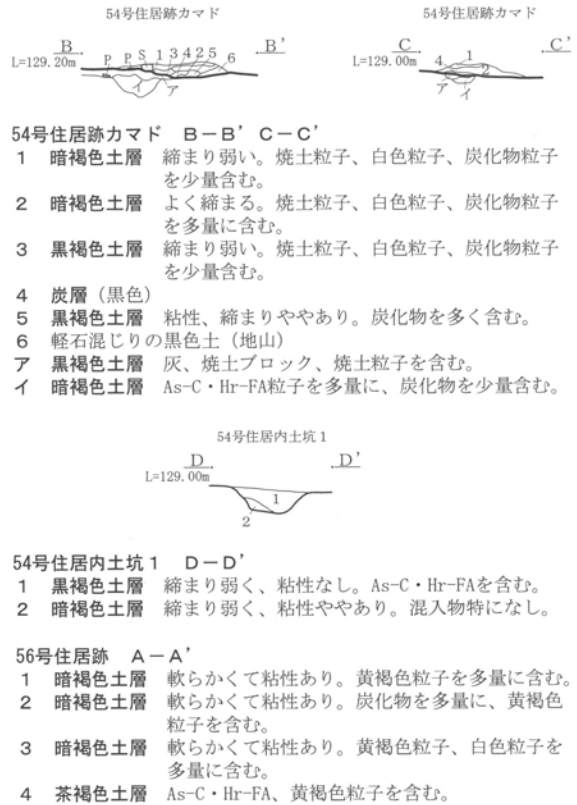 54号住居跡カマド
54号住居跡カマド
B B'
L=129.20m
P P S 1 3 4 2 5 6
イ ア
C C'
L=129.00m
4 1 2
ア イ
54号住居跡カマド B－B' C－C'
1 暗褐色土層 締まり弱い。焼土粒子、白色粒子、炭化物粒子
を少量含む。
2 暗褐色土層 よく締まる。焼土粒子、白色粒子、炭化物粒子
を多量に含む。
3 黒褐色土層 締まり弱い。焼土粒子、白色粒子、炭化物粒子
を少量含む。
4 炭層（黒色）
5 黒褐色土層 粘性、締まりややあり。炭化物を多く含む。
6 軽石混じりの黒色土（地山）
ア 黒褐色土層 灰、焼土ブロック、焼土粒子を含む。
イ 暗褐色土層 As-C・Hr-FA粒子を多量に、炭化物を少量含む。
54号住居内土坑1
D D'
L=129.00m
1
2
54号住居内土坑1 D－D'
1 黒褐色土層 締まり弱く、粘性なし。As-C・Hr-FAを含む。
2 暗褐色土層 締まり弱く、粘性ややあり。混入物特になし。
56号住居跡 A－A'
1 暗褐色土層 軟らかくて粘性あり。黄褐色粒子を多量に含む。
2 暗褐色土層 軟らかくて粘性あり。炭化物を多量に、黄褐色
粒子を含む。
3 暗褐色土層 軟らかくて粘性あり。黄褐色粒子、白色粒子を
多量に含む。
4 茶褐色土層 As-C・Hr-FA、黄褐色粒子を含む。